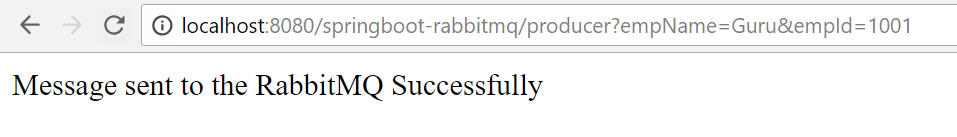 localhost:8080/springboot-rabbitmq/producer?empName=Guru&empId=1001
Message sent to the RabbitMQ Successfully